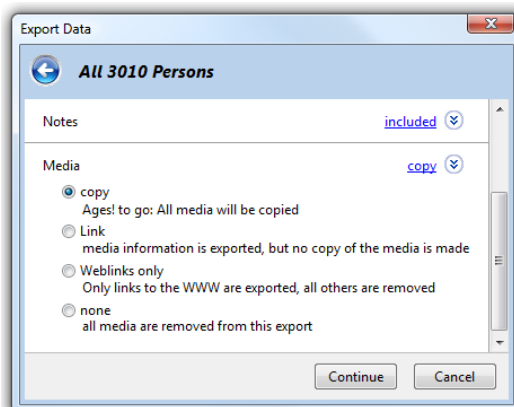 Export Data
All 3010 Persons
Notes included
Media copy
copy
Ages! to go: All media will be copied
Link
media information is exported, but no copy of the media is made
Weblinks only
Only links to the WWW are exported, all others are removed
none
all media are removed from this export
Continue Cancel